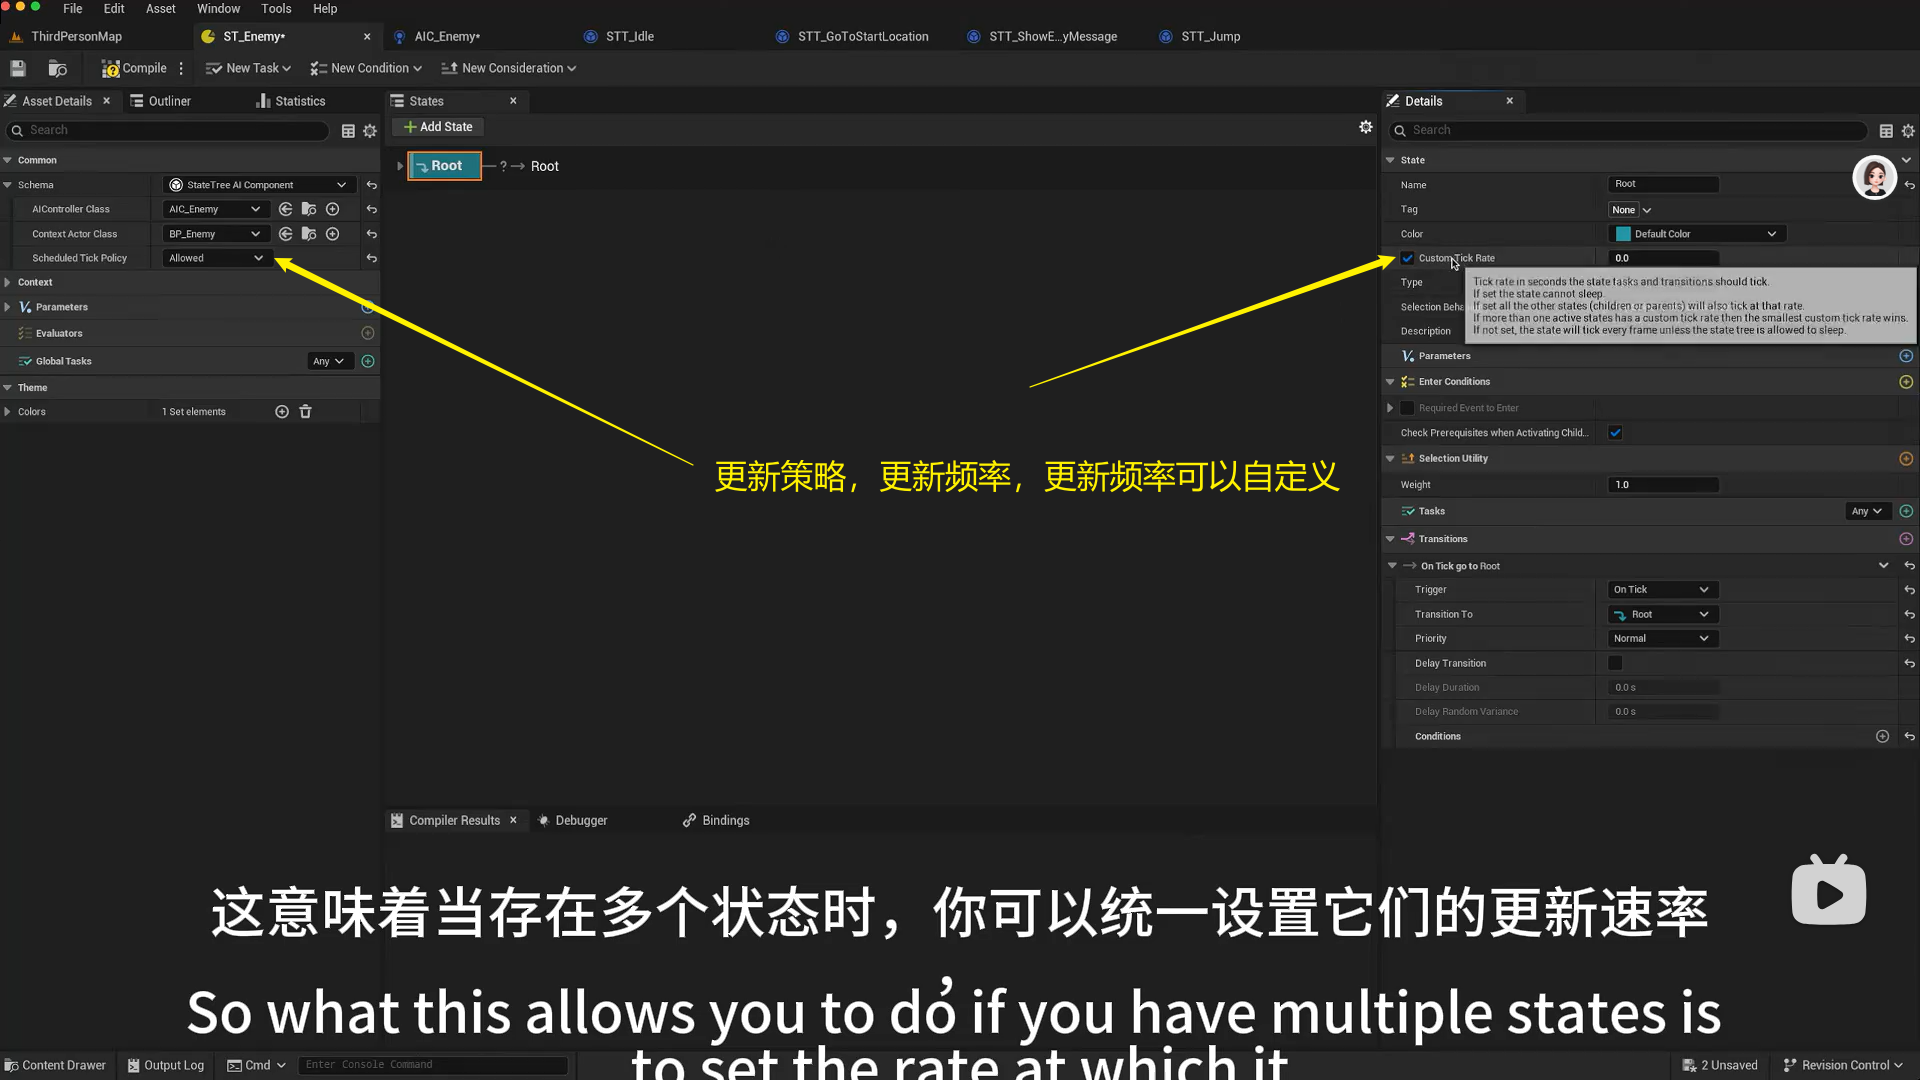 File Edit Asset Window Tools Help
ThirdPersonMap ST_Enemy* AIC_Enemy* STT_Idle STT_GoToStartLocation STT_ShowE...yMessage STT_Jump
Compile New Task New Condition New Consideration
Asset Details Outliner Statistics
Search
Common
Schema StateTree AI Component
AIController Class AIC_Enemy
Context Actor Class BP_Enemy
Scheduled Tick Policy Allowed
Context
Parameters
Evaluators
Global Tasks Any
Theme
Colors 1 Set elements
States
Add State
Root ? Root
更新策略，更新频率，更新频率可以自定义
Compiler Results Debugger Bindings
Details
Search
State
Name Root
Tag None
Color Default Color
Custom Tick Rate 0.0
Type
Selection Beha
Description
Tick rate in seconds the state tasks and transitions should tick.
If set the state cannot sleep.
If set all the other states (children or parents) will also tick at that rate.
If more than one active states has a custom tick rate then the smallest custom tick rate wins.
If not set, the state will tick every frame unless the state tree is allowed to sleep.
Parameters
Enter Conditions
Required Event to Enter
Check Prerequisites when Activating Child...
Selection Utility
Weight 1.0
Tasks Any
Transitions
On Tick go to Root
Trigger On Tick
Transition To Root
Priority Normal
Delay Transition
Delay Duration 0.0 s
Delay Random Variance 0.0 s
Conditions
这意味着当存在多个状态时，你可以统一设置它们的更新速率，
So what this allows you to do if you have multiple states is
to set the rate at which it
Content Drawer Output Log Cmd Enter Console Command 2 Unsaved Revision Control